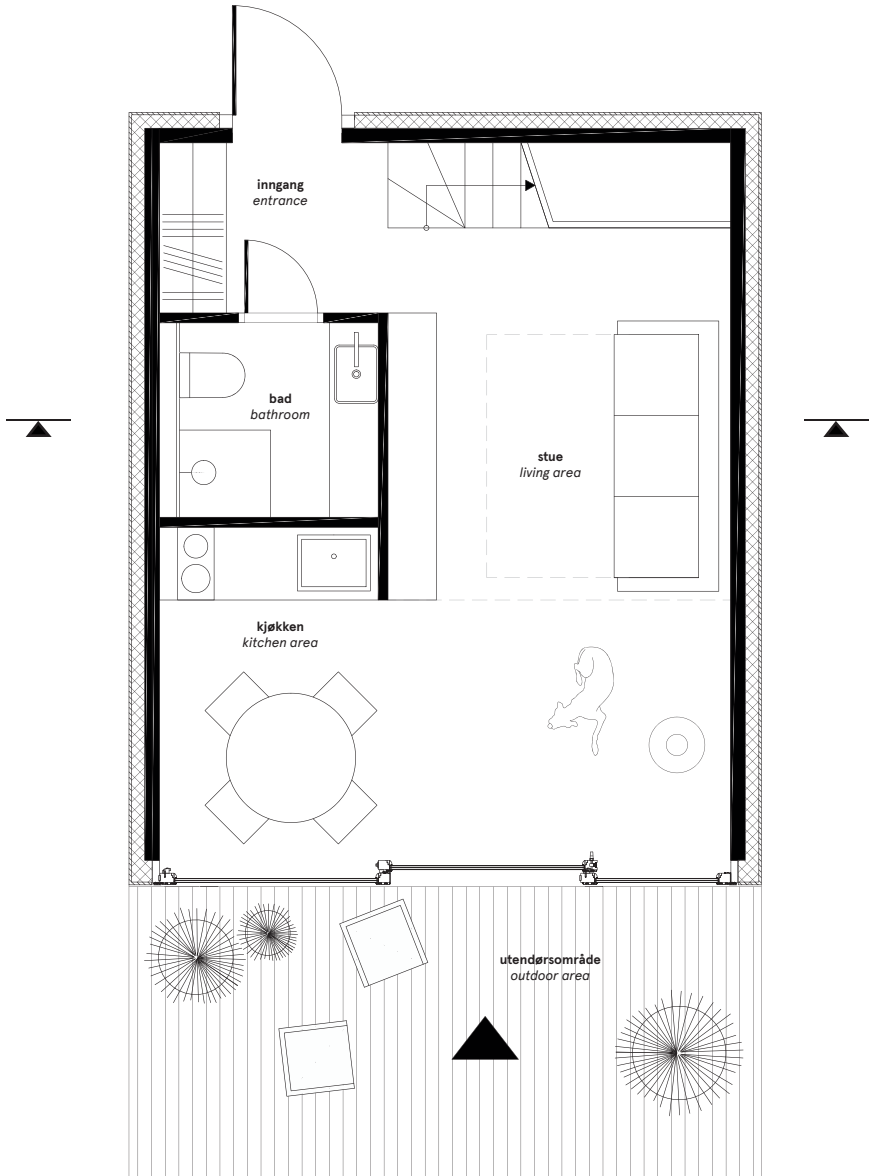 inngang
entrance
bad
bathroom
stue
living area
kjøkken
kitchen area
utendørsområde
outdoor area